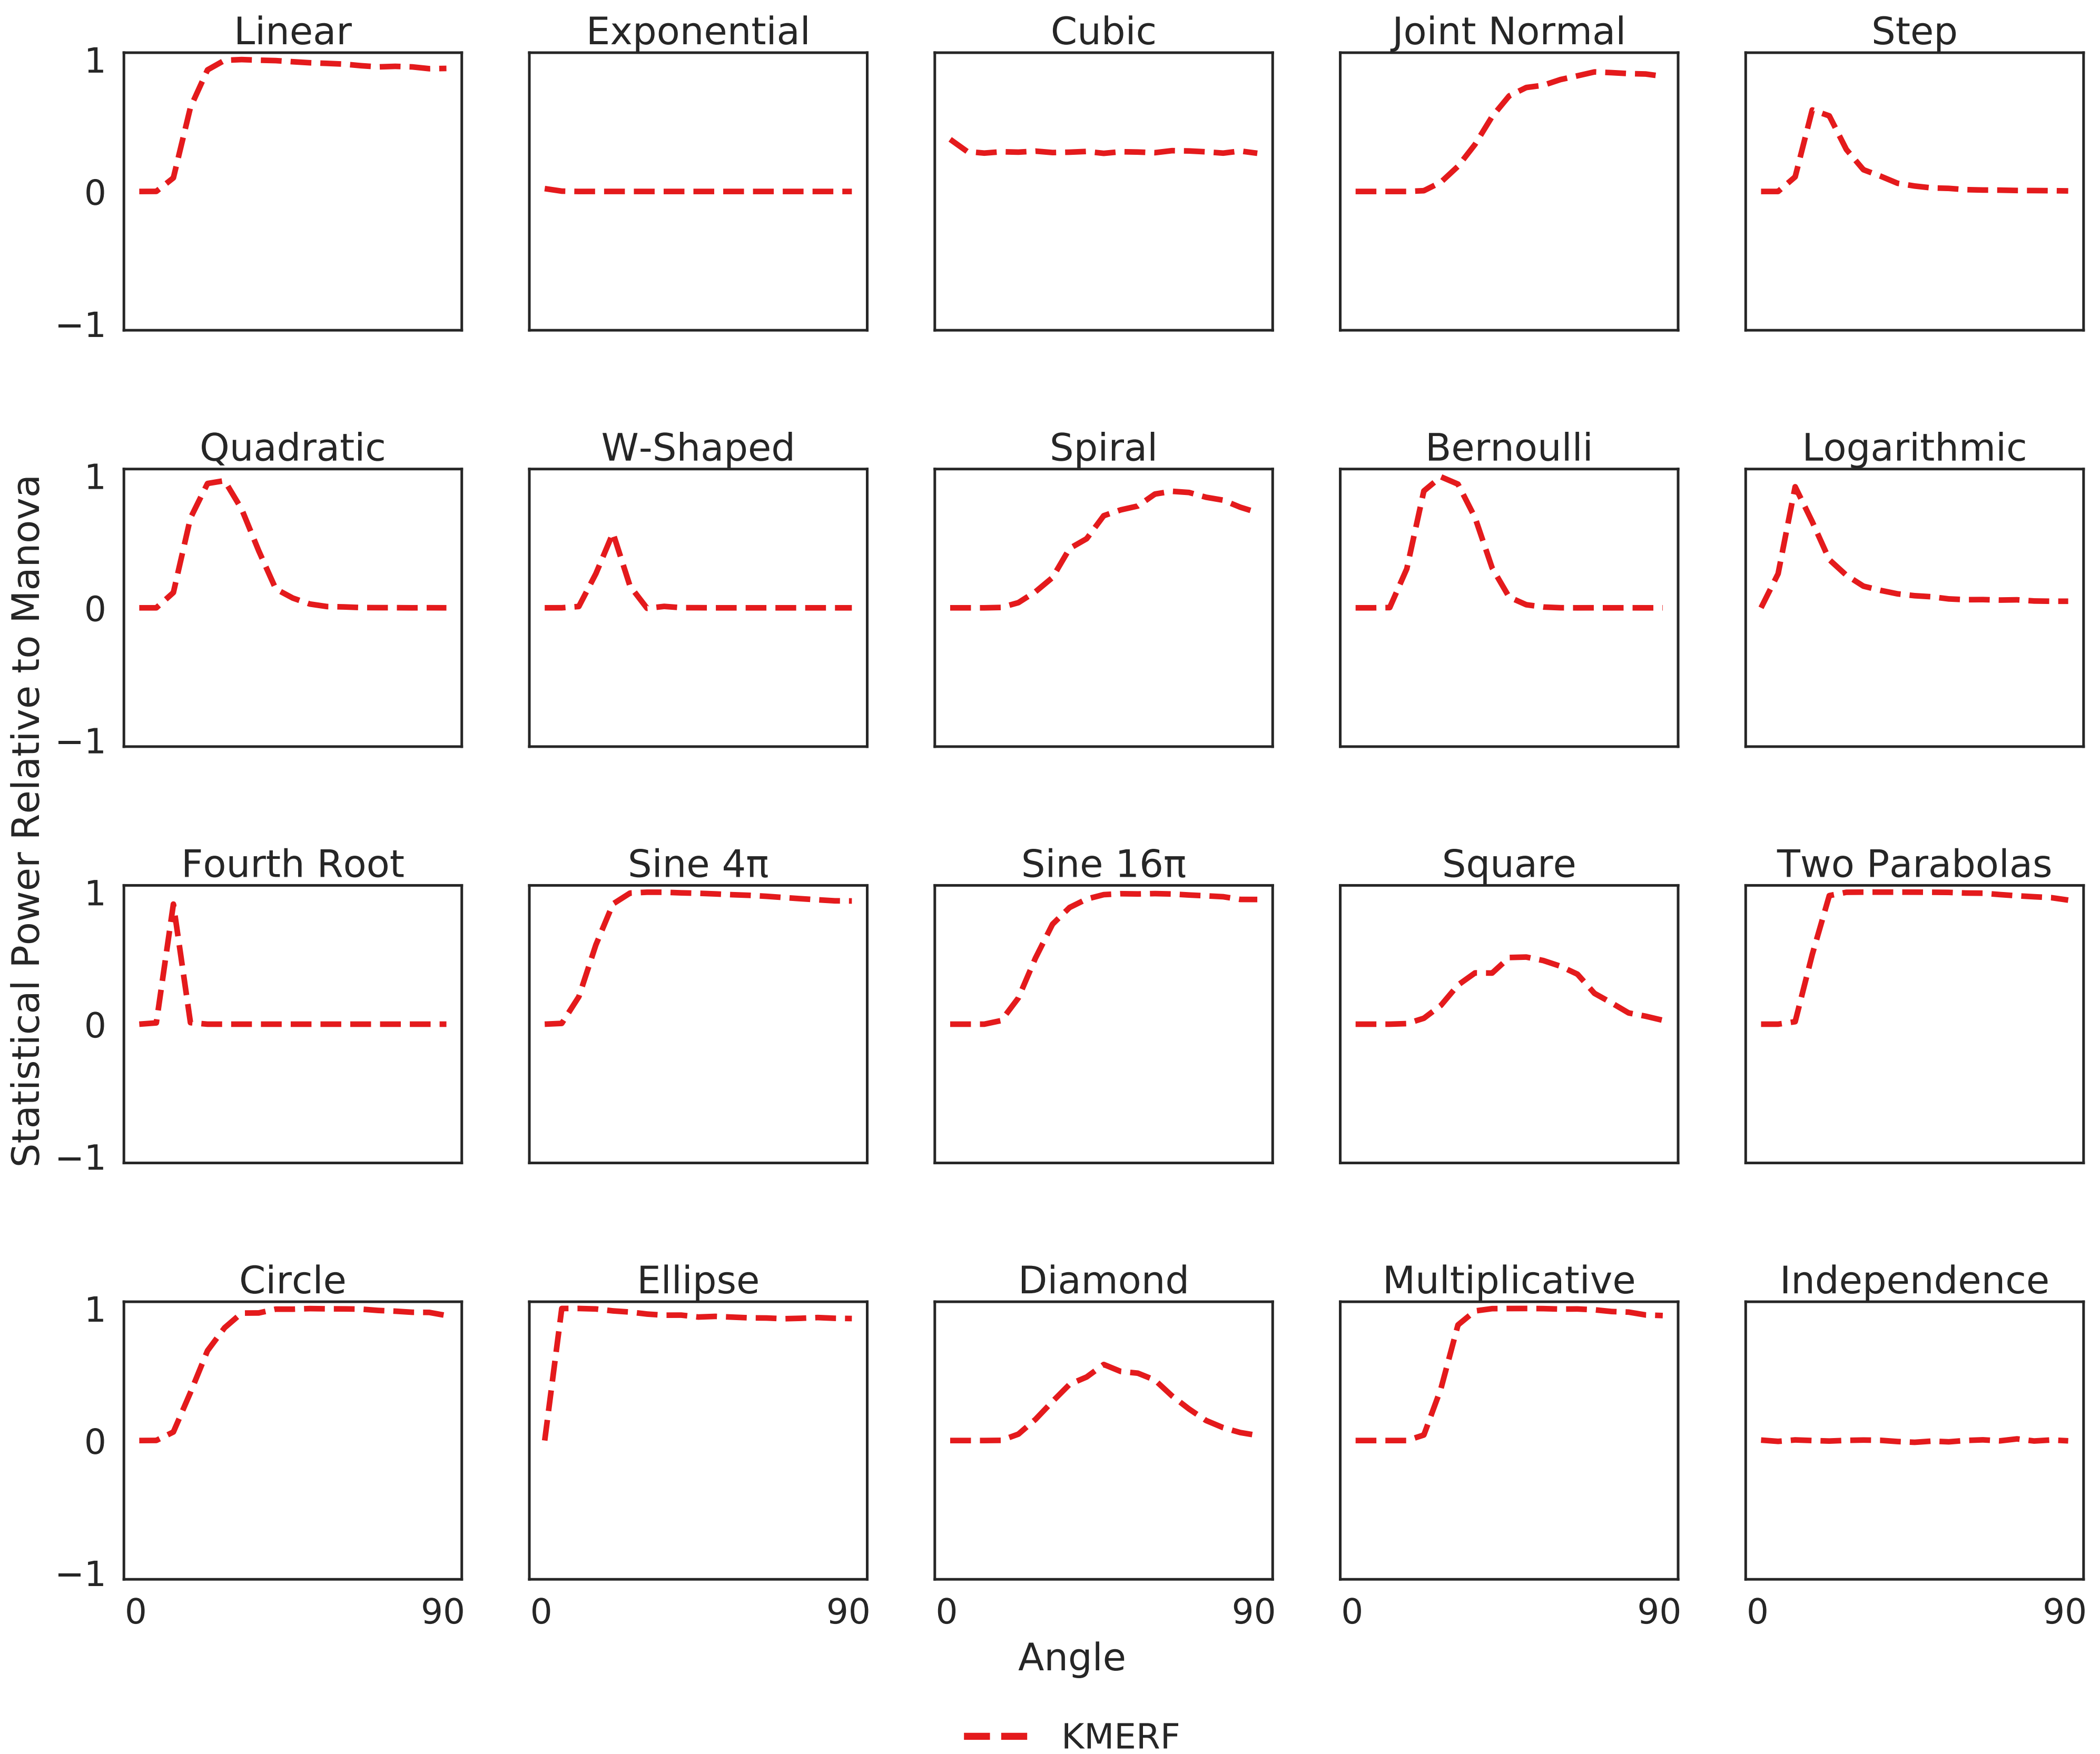 Linear
Exponential
Cubic
Joint Normal
Step
1
0
−1
Quadratic
W-Shaped
Spiral
Bernoulli
Logarithmic
1
0
−1
Statistical Power Relative to Manova
Fourth Root
Sine 4π
Sine 16π
Square
Two Parabolas
1
0
−1
Circle
Ellipse
Diamond
Multiplicative
Independence
1
0
−1
0 90
0 90
0 90
0 90
0 90
Angle
KMERF